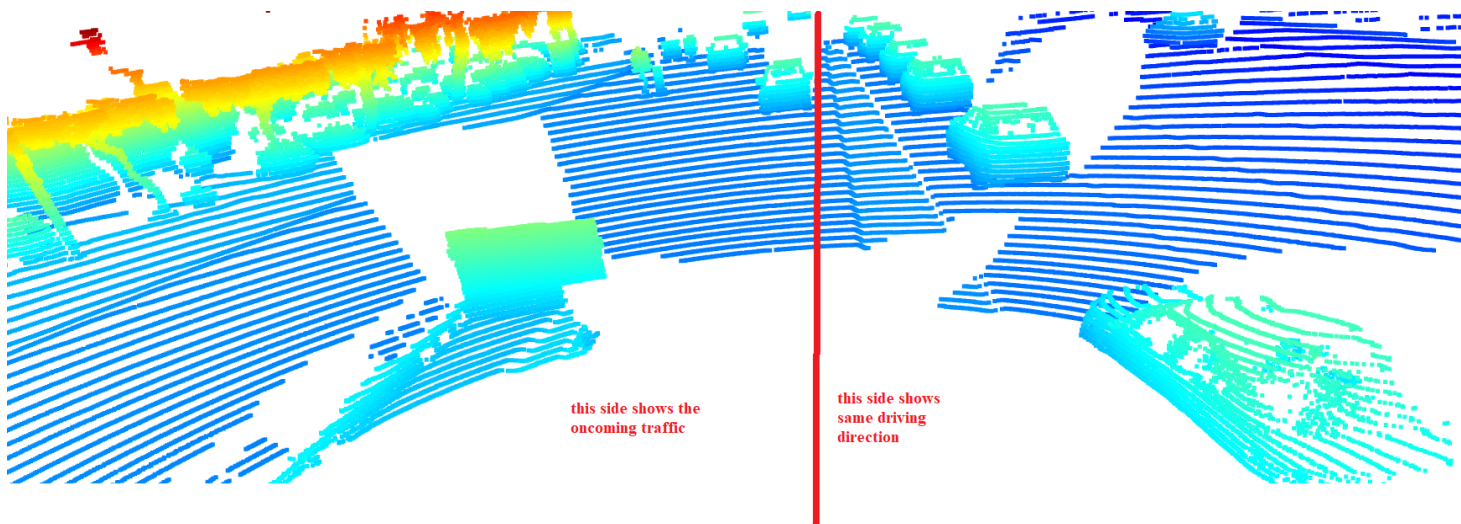 this side shows the
oncoming traffic
this side shows
same driving
direction